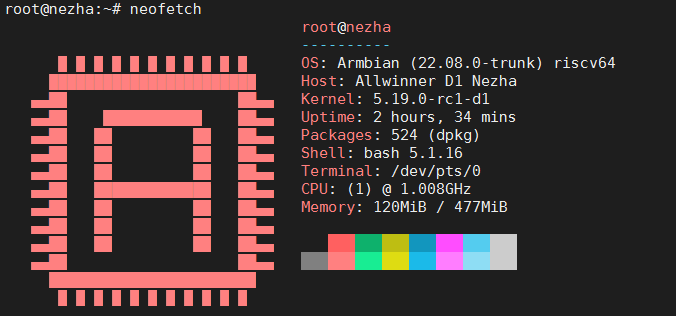 root@nezha:~# neofetch
root@nezha
----------
OS: Armbian (22.08.0-trunk) riscv64
Host: Allwinner D1 Nezha
Kernel: 5.19.0-rc1-d1
Uptime: 2 hours, 34 mins
Packages: 524 (dpkg)
Shell: bash 5.1.16
Terminal: /dev/pts/0
CPU: (1) @ 1.008GHz
Memory: 120MiB / 477MiB